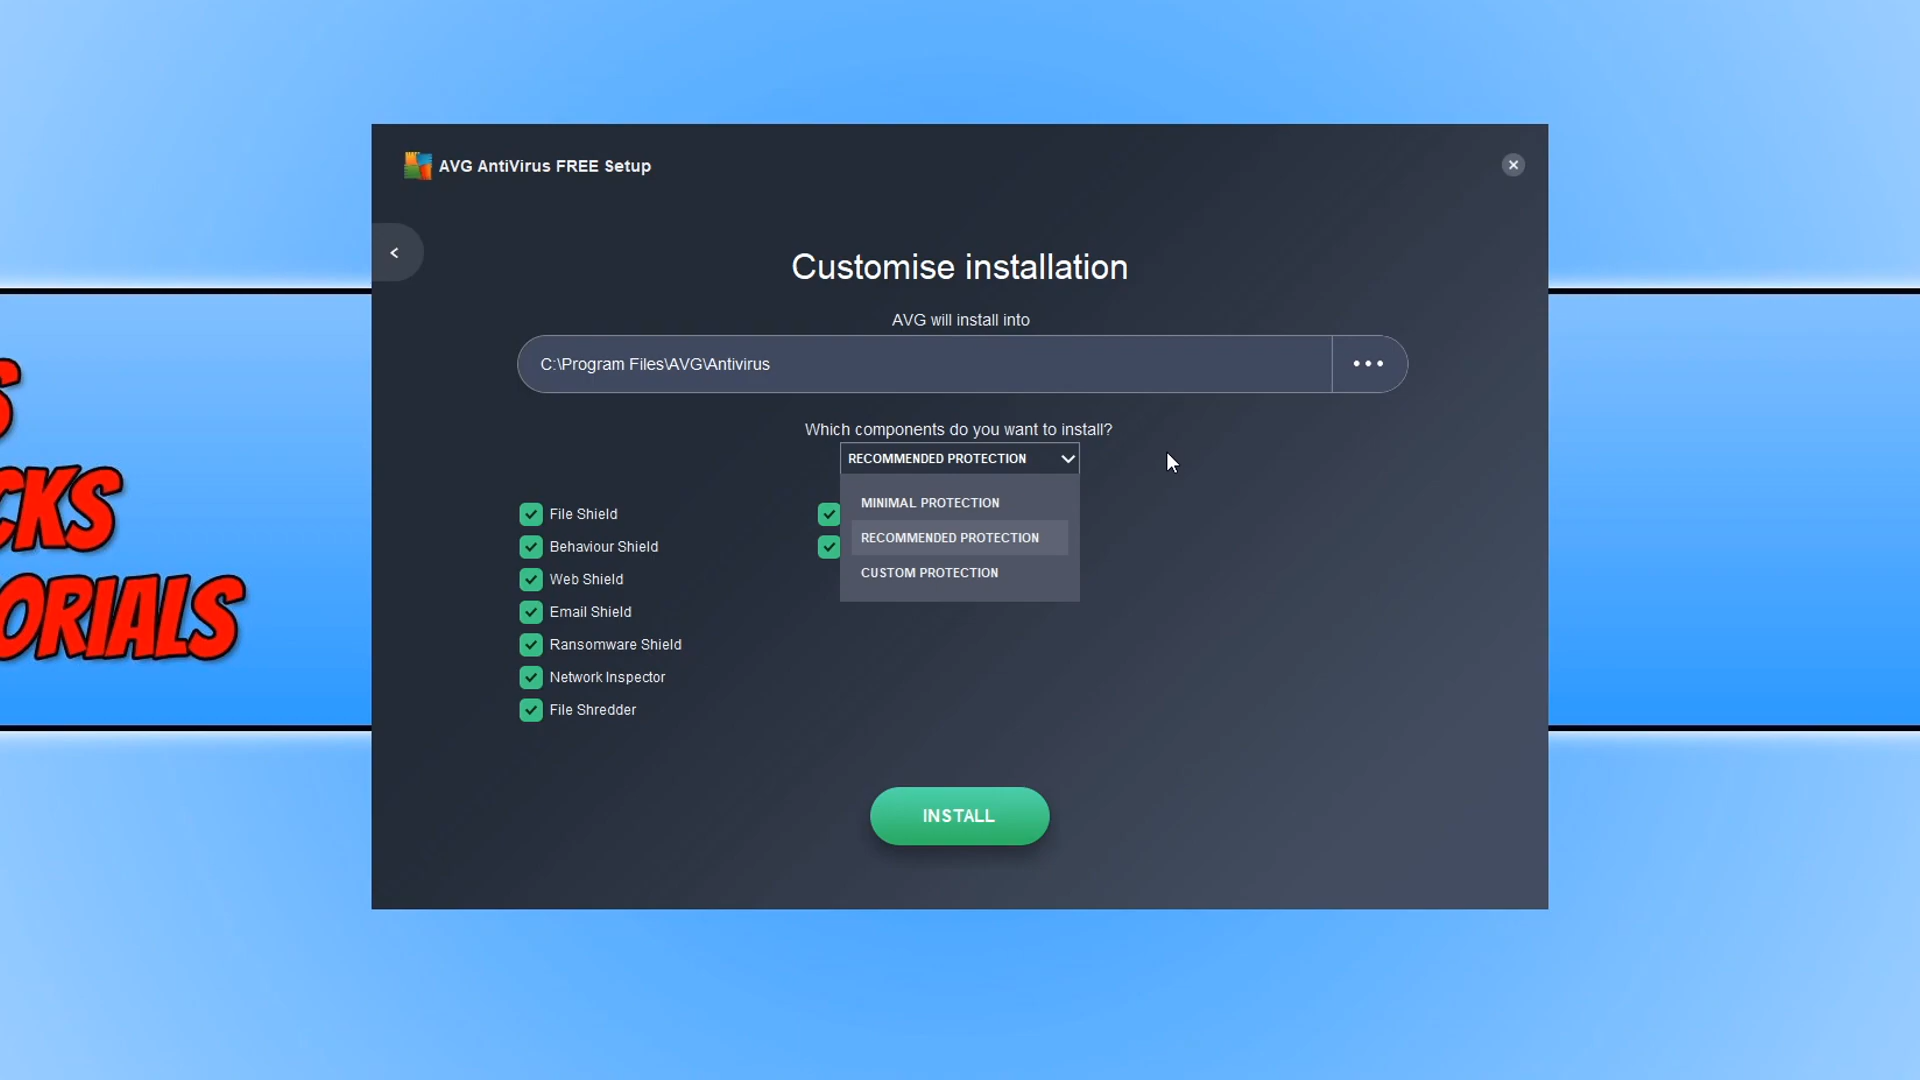 AVG AntiVirus FREE Setup
<
Customise installation
AVG will install into
C:\Program Files\AVG\Antivirus
Which components do you want to install?
RECOMMENDED PROTECTION
MINIMAL PROTECTION
RECOMMENDED PROTECTION
CUSTOM PROTECTION
File Shield
Behaviour Shield
Web Shield
Email Shield
Ransomware Shield
Network Inspector
File Shredder
INSTALL
S
CKS
ORIALS